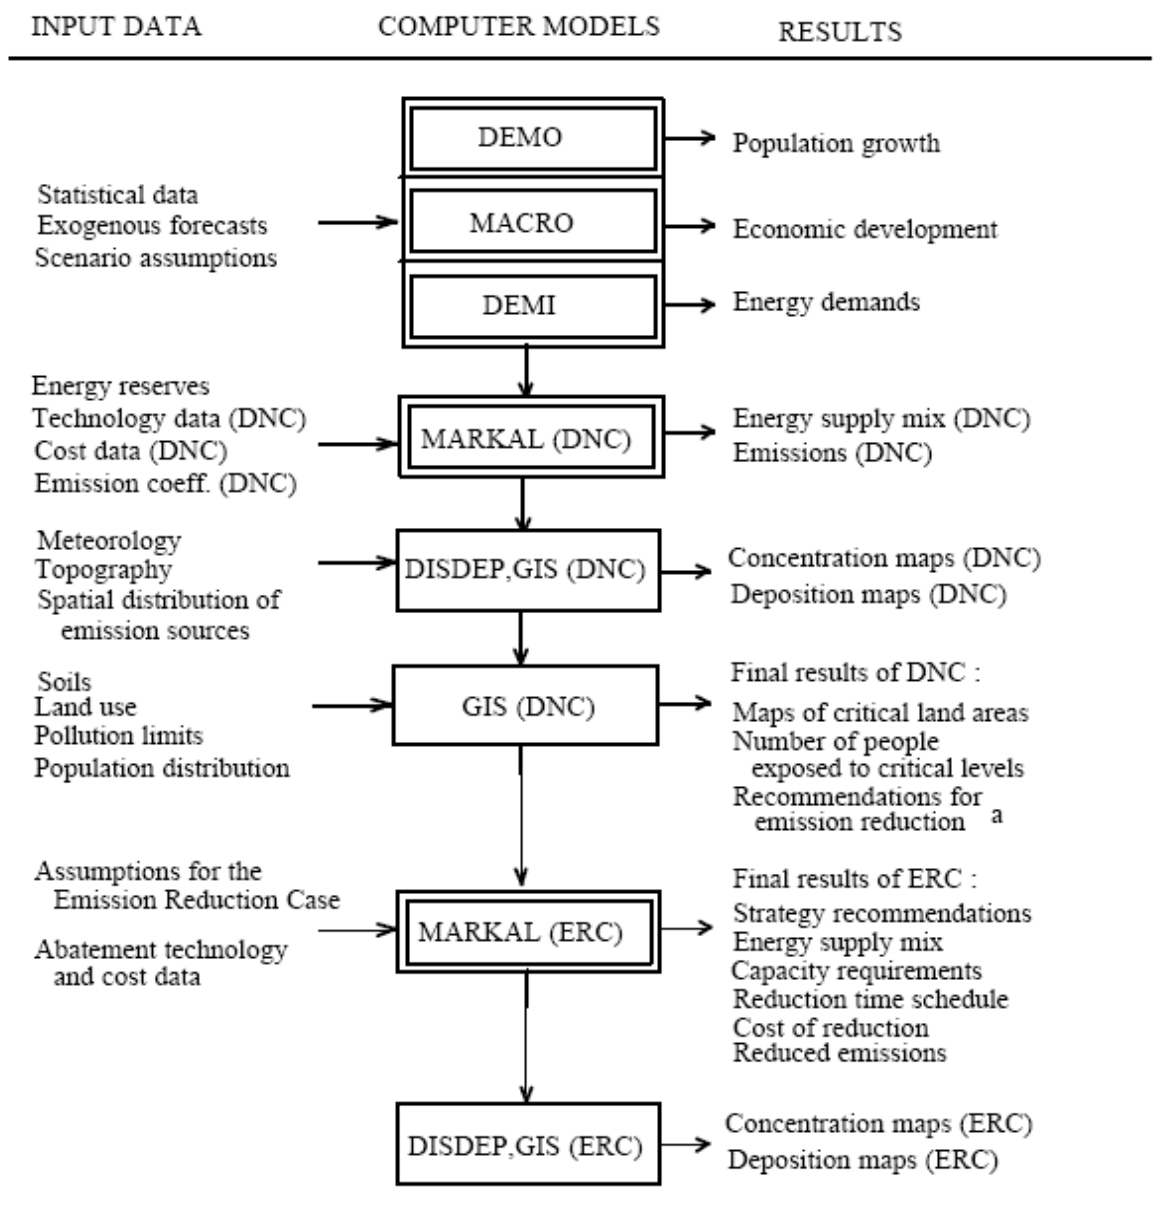 INPUT DATA COMPUTER MODELS RESULTS
DEMO
Population growth
Statistical data
Exogenous forecasts
Scenario assumptions
MACRO
Economic development
DEMI
Energy demands
Energy reserves
Technology data (DNC)
Cost data (DNC)
Emission coeff. (DNC)
MARKAL (DNC)
Energy supply mix (DNC)
Emissions (DNC)
Meteorology
Topography
Spatial distribution of
emission sources
DISDEP,GIS (DNC)
Concentration maps (DNC)
Deposition maps (DNC)
Soils
Land use
Pollution limits
Population distribution
GIS (DNC)
Final results of DNC :
Maps of critical land areas
Number of people
exposed to critical levels
Recommendations for
emission reduction a
Assumptions for the
Emission Reduction Case
Abatement technology
and cost data
MARKAL (ERC)
Final results of ERC :
Strategy recommendations
Energy supply mix
Capacity requirements
Reduction time schedule
Cost of reduction
Reduced emissions
DISDEP,GIS (ERC)
Concentration maps (ERC)
Deposition maps (ERC)